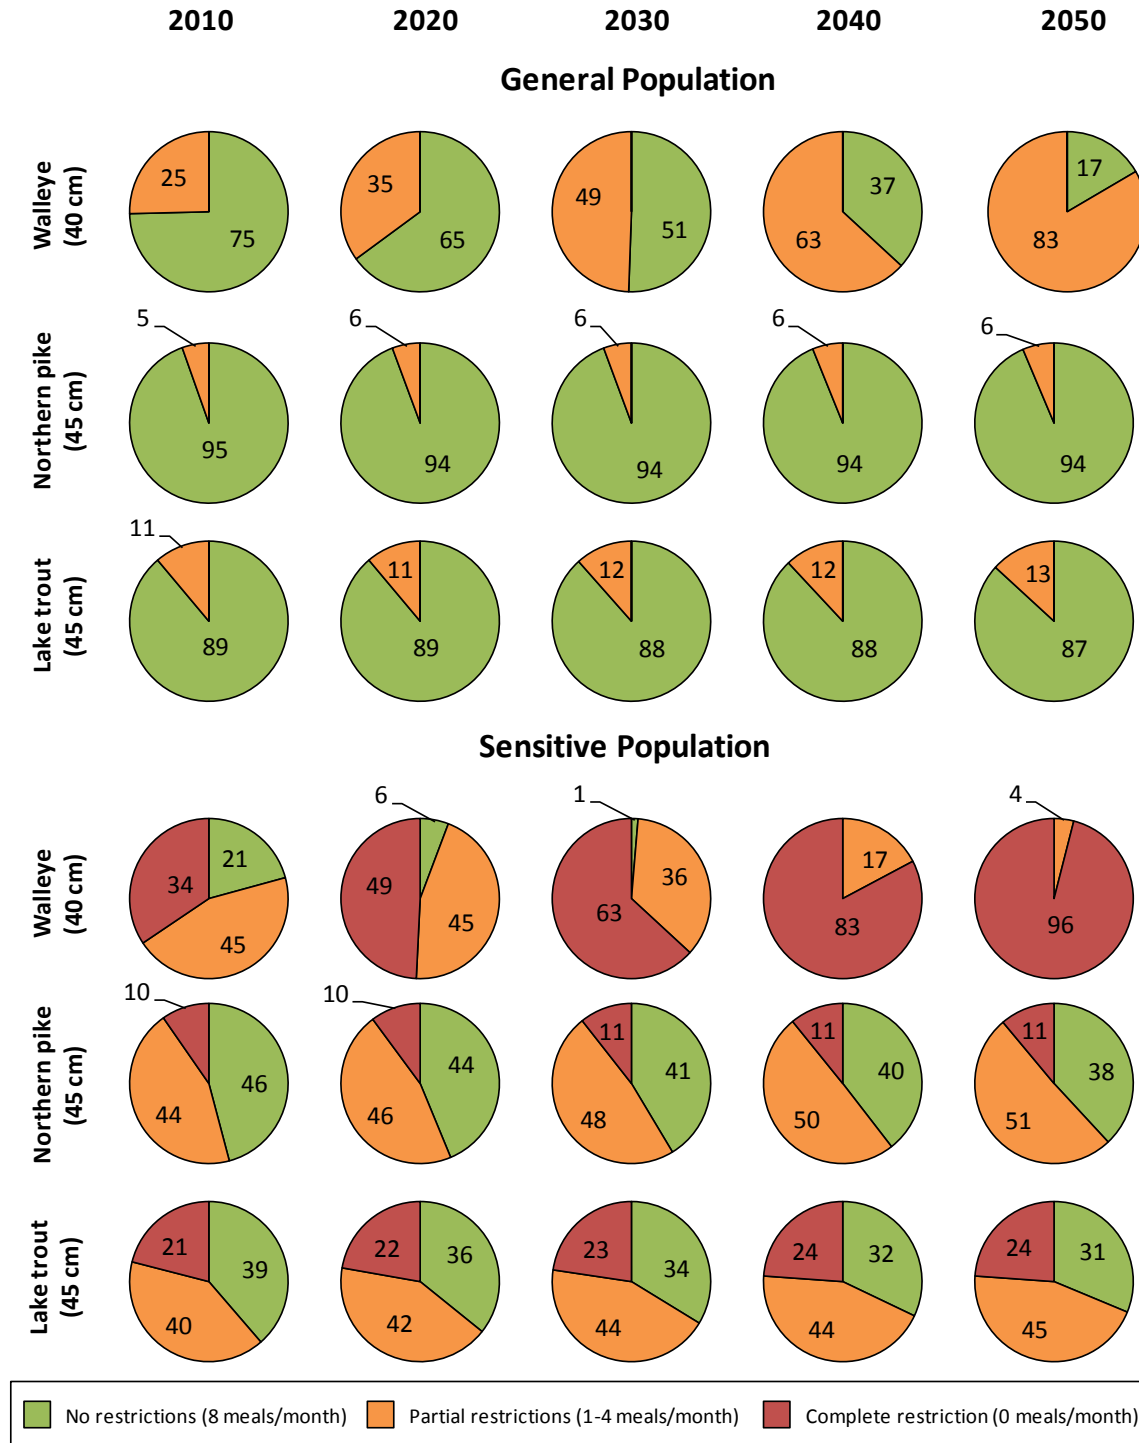 2010 2020 2030 2040 2050
General Population
Walleye
(40 cm)
25 75
35 65
49 51
37 63
17 83
Northern pike
(45 cm)
5 95
6 94
6 94
6 94
6 94
Lake trout
(45 cm)
11 89
11 89
12 88
12 88
13 87
Sensitive Population
Walleye
(40 cm)
34 21 45
6 49 45
1 36 63
17 83
4 96
Northern pike
(45 cm)
10 46 44
10 44 46
11 41 48
11 40 50
11 38 51
Lake trout
(45 cm)
21 39 40
22 36 42
23 34 44
24 32 44
24 31 45
No restrictions (8 meals/month) Partial restrictions (1-4 meals/month) Complete restriction (0 meals/month)